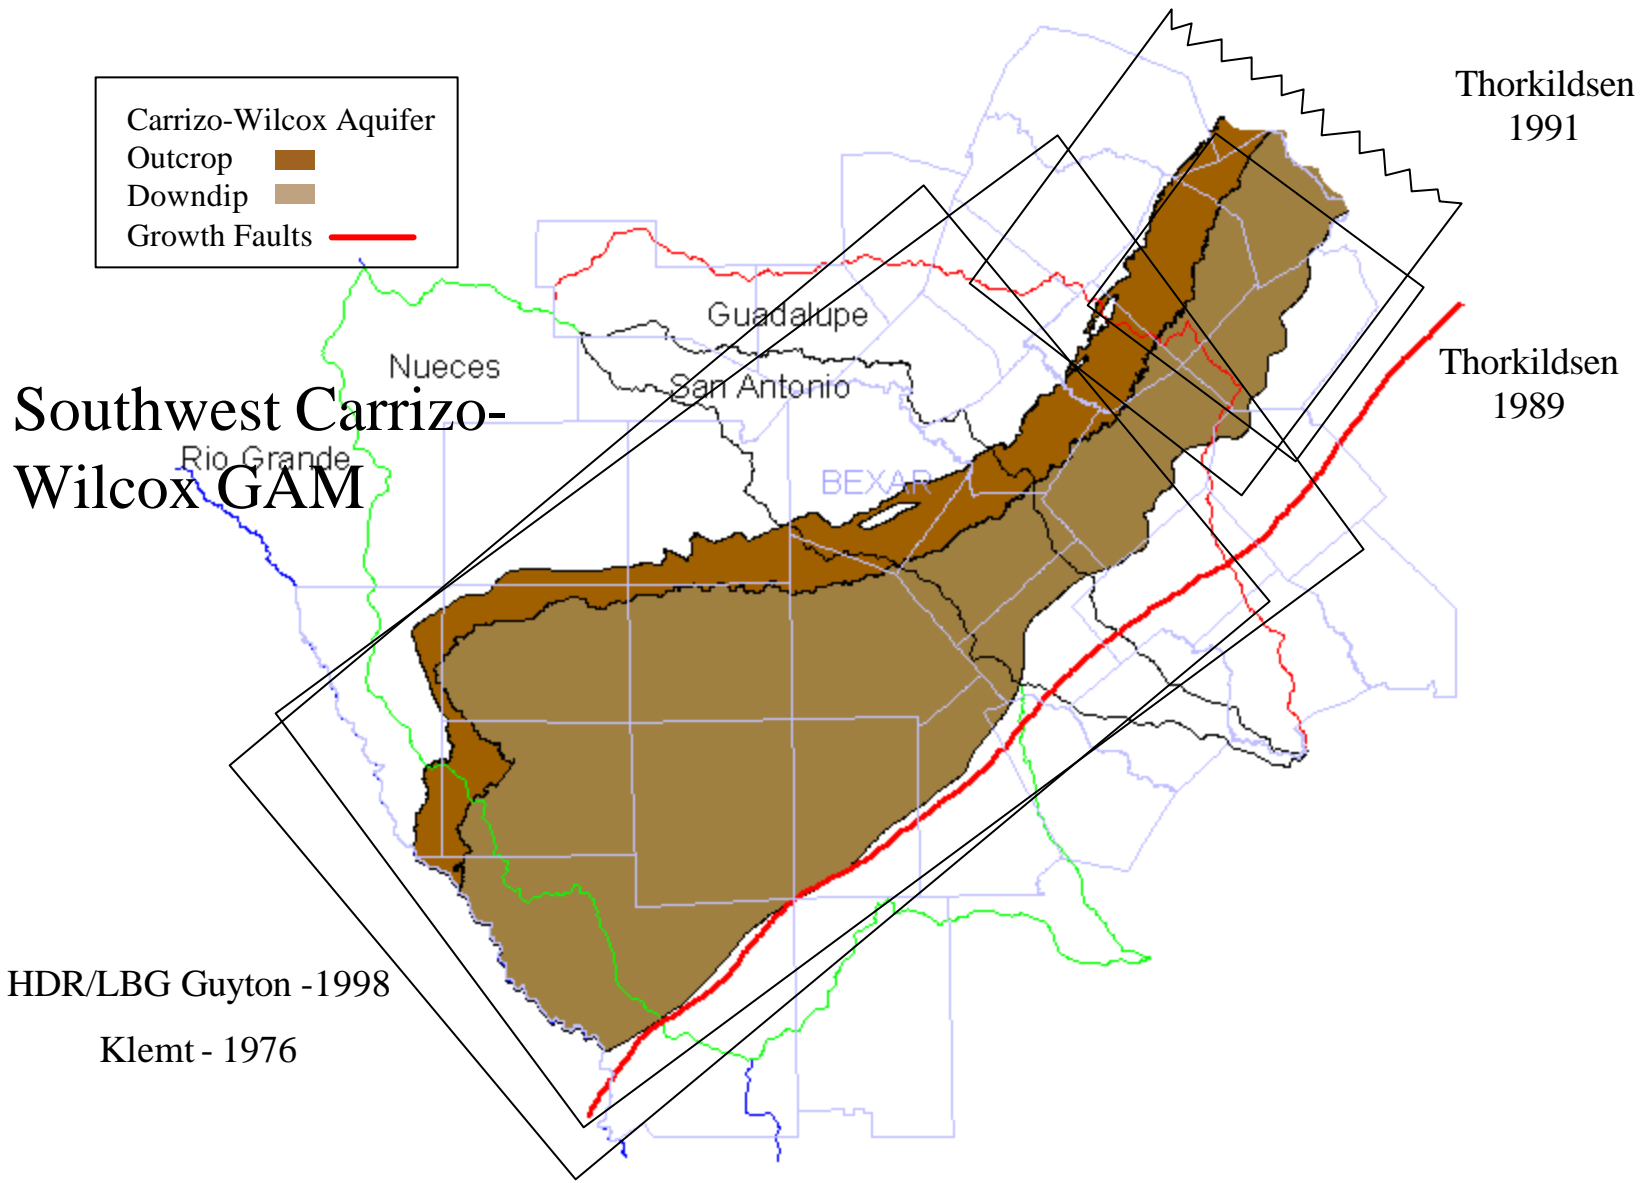 Thorkildsen
1991
Carrizo-Wilcox Aquifer
Outcrop
Downdip
Growth Faults
Guadalupe
Nueces
San Antonio
Thorkildsen
1989
Southwest Carrizo-
Rio Grande
Wilcox GAM
BEXAR
HDR/LBG Guyton -1998
Klemt - 1976